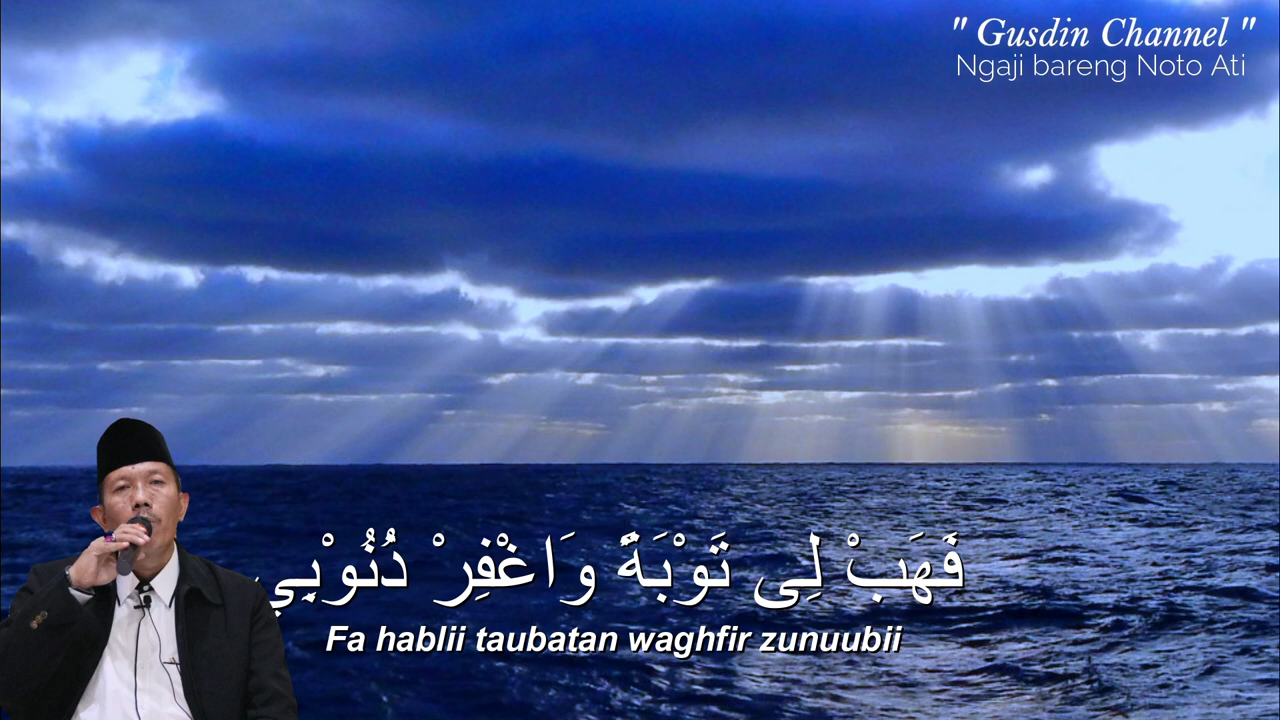 " Gusdin Channel "
Ngaji bareng Noto Ati
فَهَبْ لِى تَوْبَةً وَاغْفِرْ ذُنُوْبِي
Fa hablii taubatan waghfir zunuubii